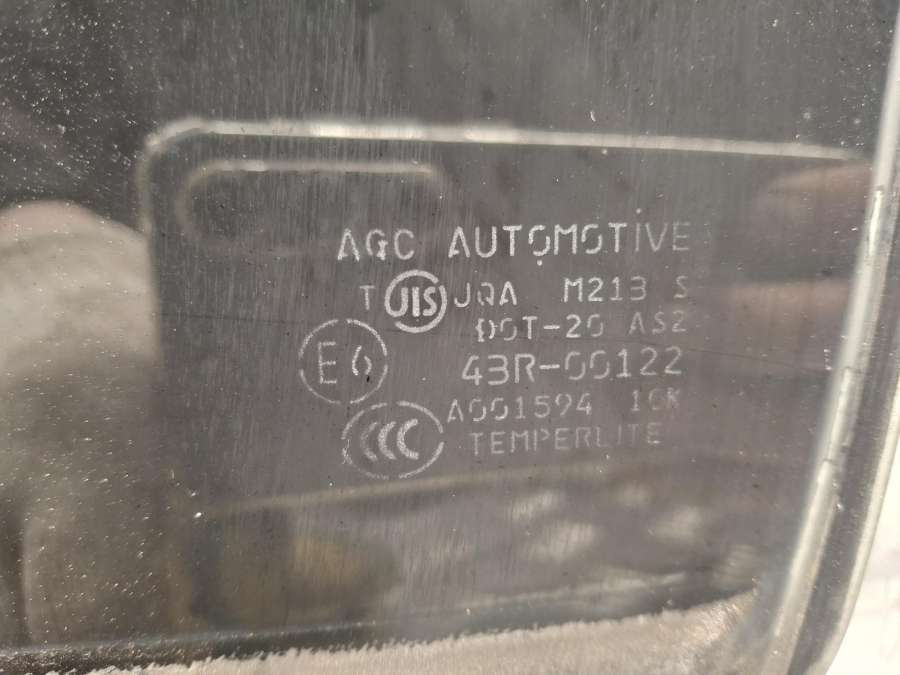 AGC AUTOMOTIVE
T JIS JQA M213 S
DOT-20 AS2
E6 43R-00122
CCC A001594 10K
TEMPERLITE